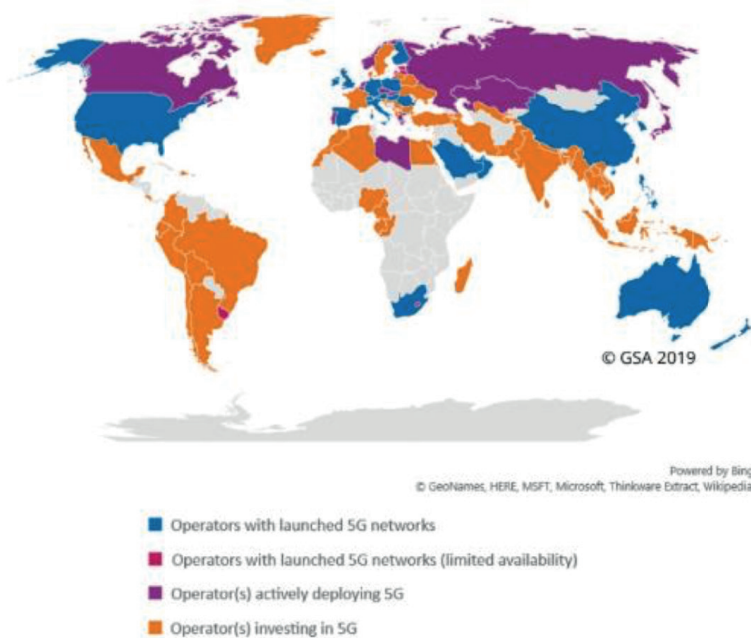 © GSA 2019
Powered by Bing
© GeoNames, HERE, MSFT, Microsoft, Thinkware Extract, Wikipedia
Operators with launched 5G networks
Operators with launched 5G networks (limited availability)
Operator(s) actively deploying 5G
Operator(s) investing in 5G